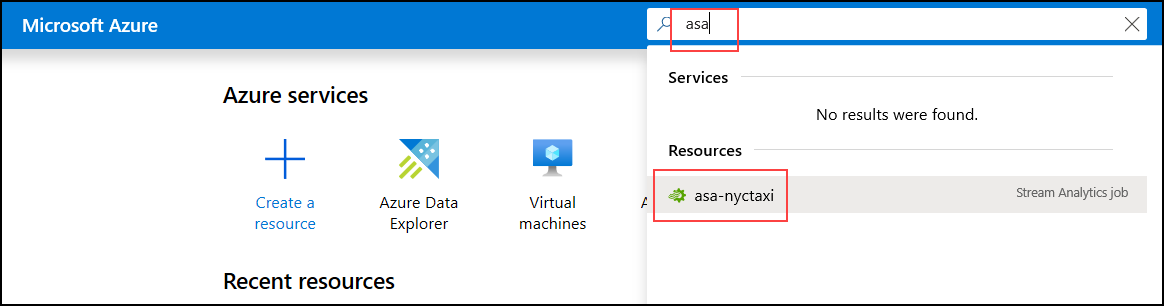 Microsoft Azure
asa
Azure services
Create a
resource
Azure Data
Explorer
Virtual
machines
Recent resources
Services
No results were found.
Resources
asa-nyctaxi
Stream Analytics job